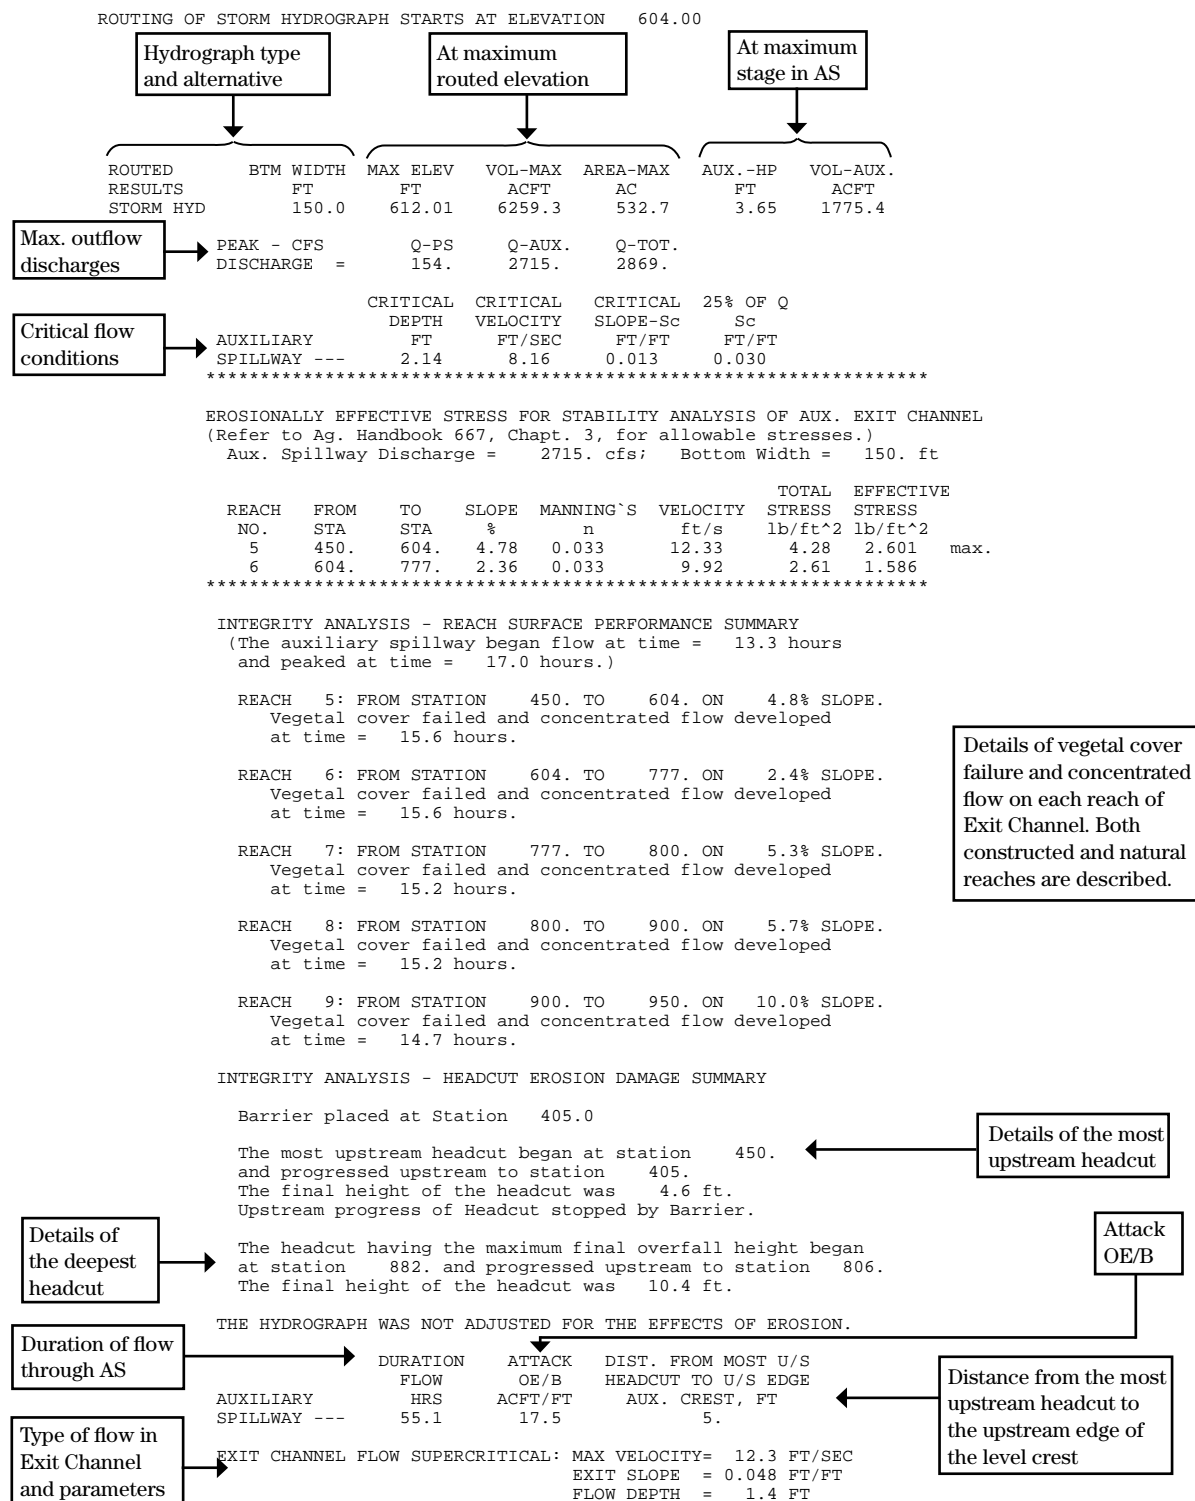 ROUTING OF STORM HYDROGRAPH STARTS AT ELEVATION 604.00
Hydrograph type
and alternative
At maximum
routed elevation
At maximum
stage in AS
ROUTED BTM WIDTH MAX ELEV VOL-MAX AREA-MAX AUX.-HP VOL-AUX.
RESULTS FT FT ACFT AC FT ACFT
STORM HYD 150.0 612.01 6259.3 532.7 3.65 1775.4
Max. outflow
discharges
PEAK - CFS Q-PS Q-AUX. Q-TOT.
DISCHARGE = 154. 2715. 2869.
CRITICAL CRITICAL CRITICAL 25% OF Q
DEPTH VELOCITY SLOPE-Sc Sc
Critical flow
conditions
AUXILIARY FT FT/SEC FT/FT FT/FT
SPILLWAY --- 2.14 8.16 0.013 0.030
*******************************************************************
EROSIONALLY EFFECTIVE STRESS FOR STABILITY ANALYSIS OF AUX. EXIT CHANNEL
(Refer to Ag. Handbook 667, Chapt. 3, for allowable stresses.)
Aux. Spillway Discharge = 2715. cfs; Bottom Width = 150. ft
TOTAL EFFECTIVE
REACH FROM TO SLOPE MANNING`S VELOCITY STRESS STRESS
NO. STA STA % n ft/s lb/ft^2 lb/ft^2
5 450. 604. 4.78 0.033 12.33 4.28 2.601 max.
6 604. 777. 2.36 0.033 9.92 2.61 1.586
*******************************************************************
INTEGRITY ANALYSIS - REACH SURFACE PERFORMANCE SUMMARY
(The auxiliary spillway began flow at time = 13.3 hours
and peaked at time = 17.0 hours.)
REACH 5: FROM STATION 450. TO 604. ON 4.8% SLOPE.
Vegetal cover failed and concentrated flow developed
at time = 15.6 hours.
REACH 6: FROM STATION 604. TO 777. ON 2.4% SLOPE.
Vegetal cover failed and concentrated flow developed
at time = 15.6 hours.
REACH 7: FROM STATION 777. TO 800. ON 5.3% SLOPE.
Vegetal cover failed and concentrated flow developed
at time = 15.2 hours.
REACH 8: FROM STATION 800. TO 900. ON 5.7% SLOPE.
Vegetal cover failed and concentrated flow developed
at time = 15.2 hours.
REACH 9: FROM STATION 900. TO 950. ON 10.0% SLOPE.
Vegetal cover failed and concentrated flow developed
at time = 14.7 hours.
Details of vegetal cover
failure and concentrated
flow on each reach of
Exit Channel. Both
constructed and natural
reaches are described.
INTEGRITY ANALYSIS - HEADCUT EROSION DAMAGE SUMMARY
Barrier placed at Station 405.0
The most upstream headcut began at station 450.
and progressed upstream to station 405.
The final height of the headcut was 4.6 ft.
Upstream progress of Headcut stopped by Barrier.
Details of the most
upstream headcut
Details of
the deepest
headcut
The headcut having the maximum final overfall height began
at station 882. and progressed upstream to station 806.
The final height of the headcut was 10.4 ft.
Attack
OE/B
THE HYDROGRAPH WAS NOT ADJUSTED FOR THE EFFECTS OF EROSION.
Duration of flow
through AS
DURATION ATTACK DIST. FROM MOST U/S
FLOW OE/B HEADCUT TO U/S EDGE
AUXILIARY HRS ACFT/FT AUX. CREST, FT
SPILLWAY --- 55.1 17.5 5.
Distance from the most
upstream headcut to
the upstream edge of
the level crest
Type of flow in
Exit Channel
and parameters
EXIT CHANNEL FLOW SUPERCRITICAL: MAX VELOCITY= 12.3 FT/SEC
EXIT SLOPE = 0.048 FT/FT
FLOW DEPTH = 1.4 FT